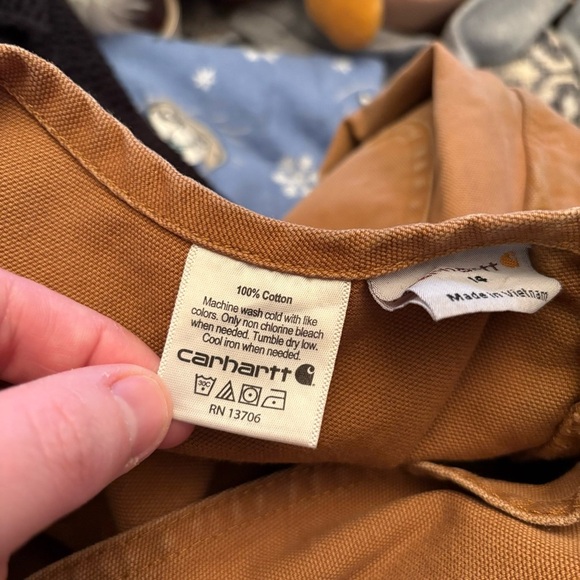 100% Cotton
Machine wash cold with like
colors. Only non chlorine bleach
when needed. Tumble dry low.
Cool iron when needed.
carhartt
30C
RN 13706
14
Made in Vietnam